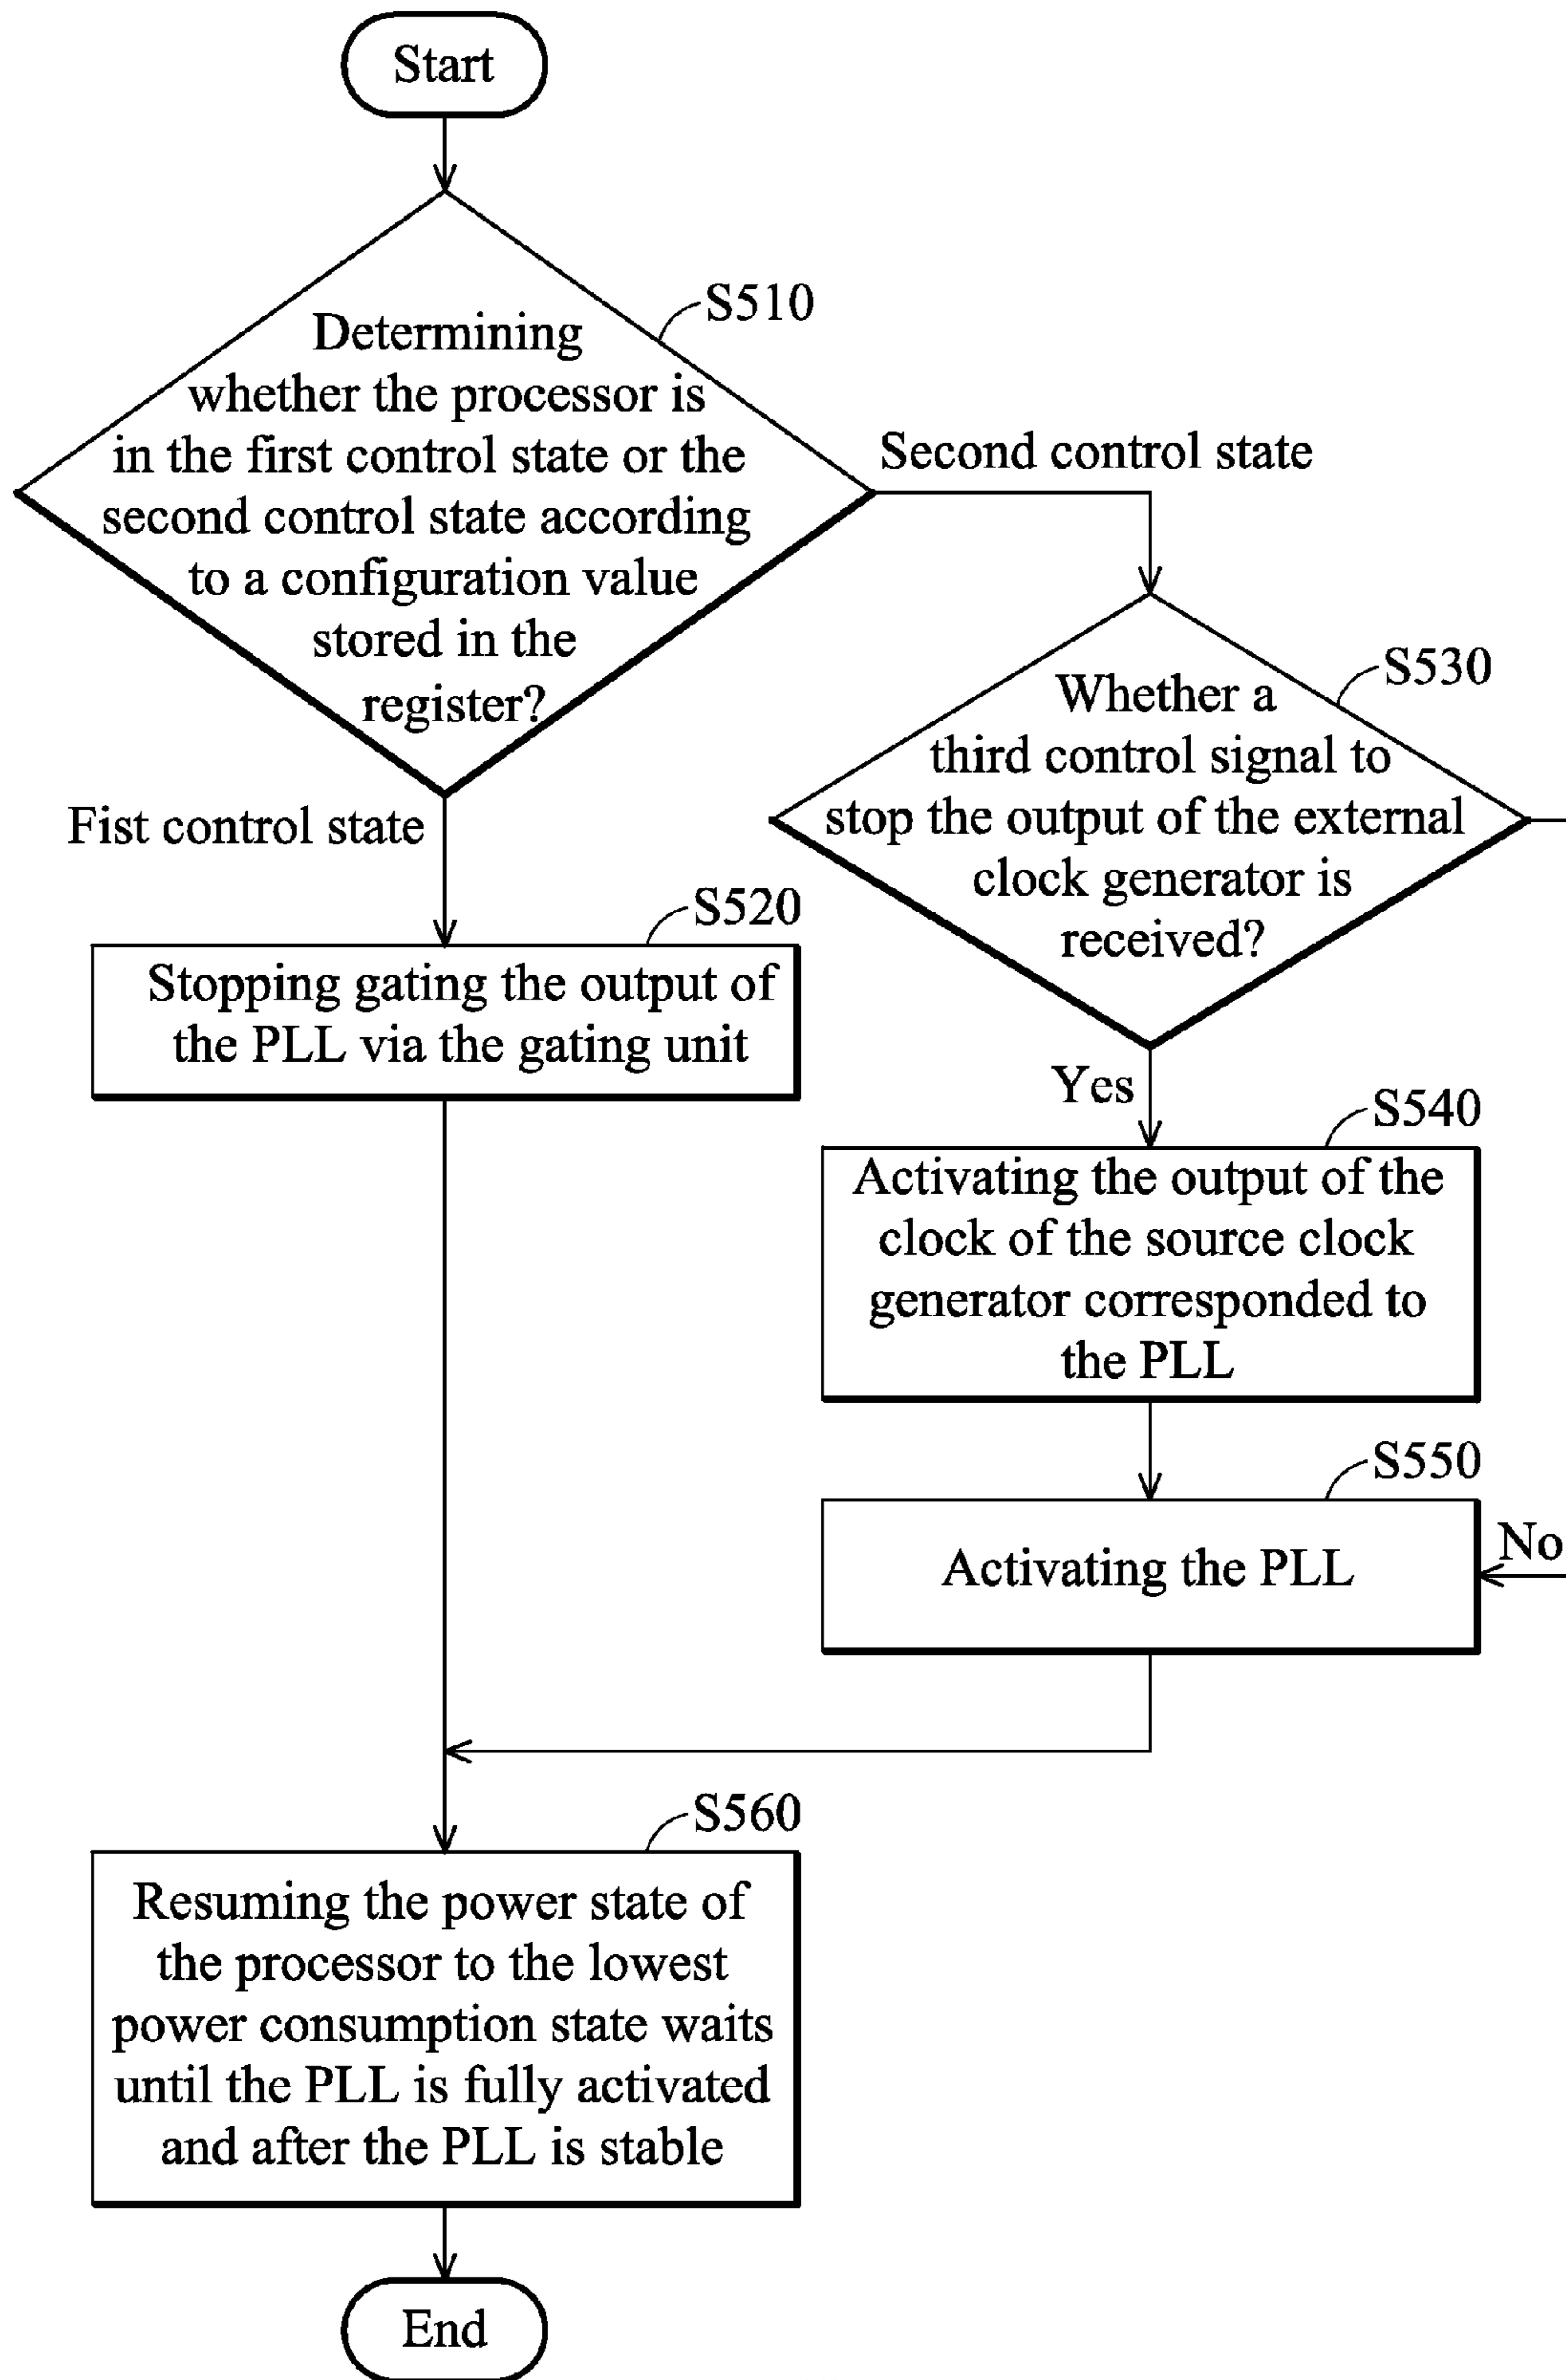 Start
S510
Determining
whether the processor is
in the first control state or the
second control state according
to a configuration value
stored in the
register?
Second control state
Fist control state
S530
Whether a
third control signal to
stop the output of the external
clock generator is
received?
S520
Stopping gating the output of
the PLL via the gating unit
Yes
S540
Activating the output of the
clock of the source clock
generator corresponded to
the PLL
S550
Activating the PLL
No
S560
Resuming the power state of
the processor to the lowest
power consumption state waits
until the PLL is fully activated
and after the PLL is stable
End